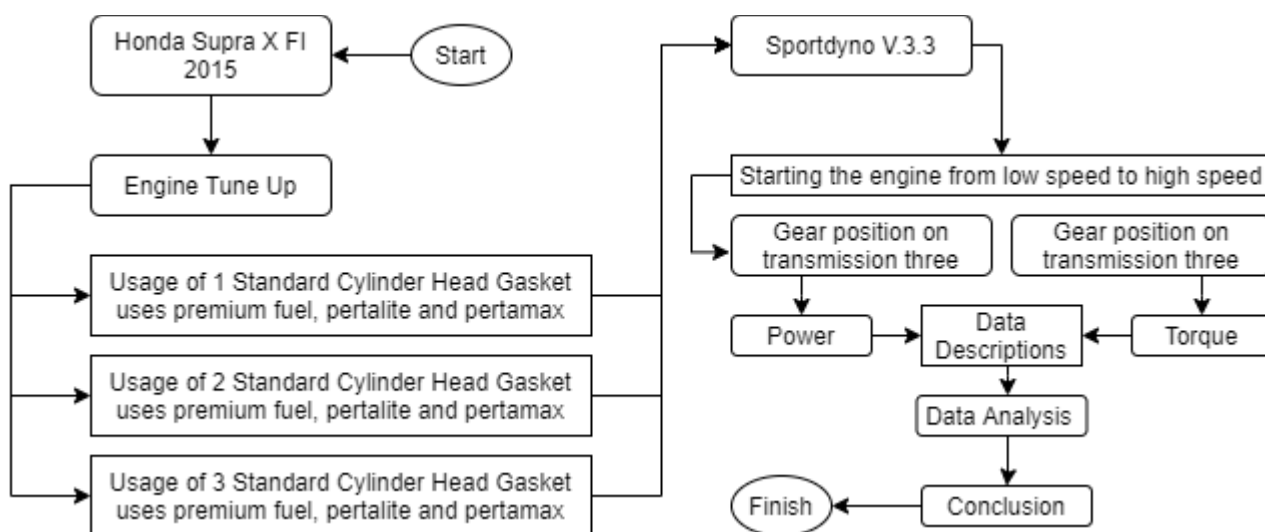 Honda Supra X FI
2015
Start
Engine Tune Up
Usage of 1 Standard Cylinder Head Gasket
uses premium fuel, pertalite and pertamax
Usage of 2 Standard Cylinder Head Gasket
uses premium fuel, pertalite and pertamax
Usage of 3 Standard Cylinder Head Gasket
uses premium fuel, pertalite and pertamax
Sportdyno V.3.3
Starting the engine from low speed to high speed
Gear position on
transmission three
Gear position on
transmission three
Power
Data
Descriptions
Torque
Data Analysis
Conclusion
Finish